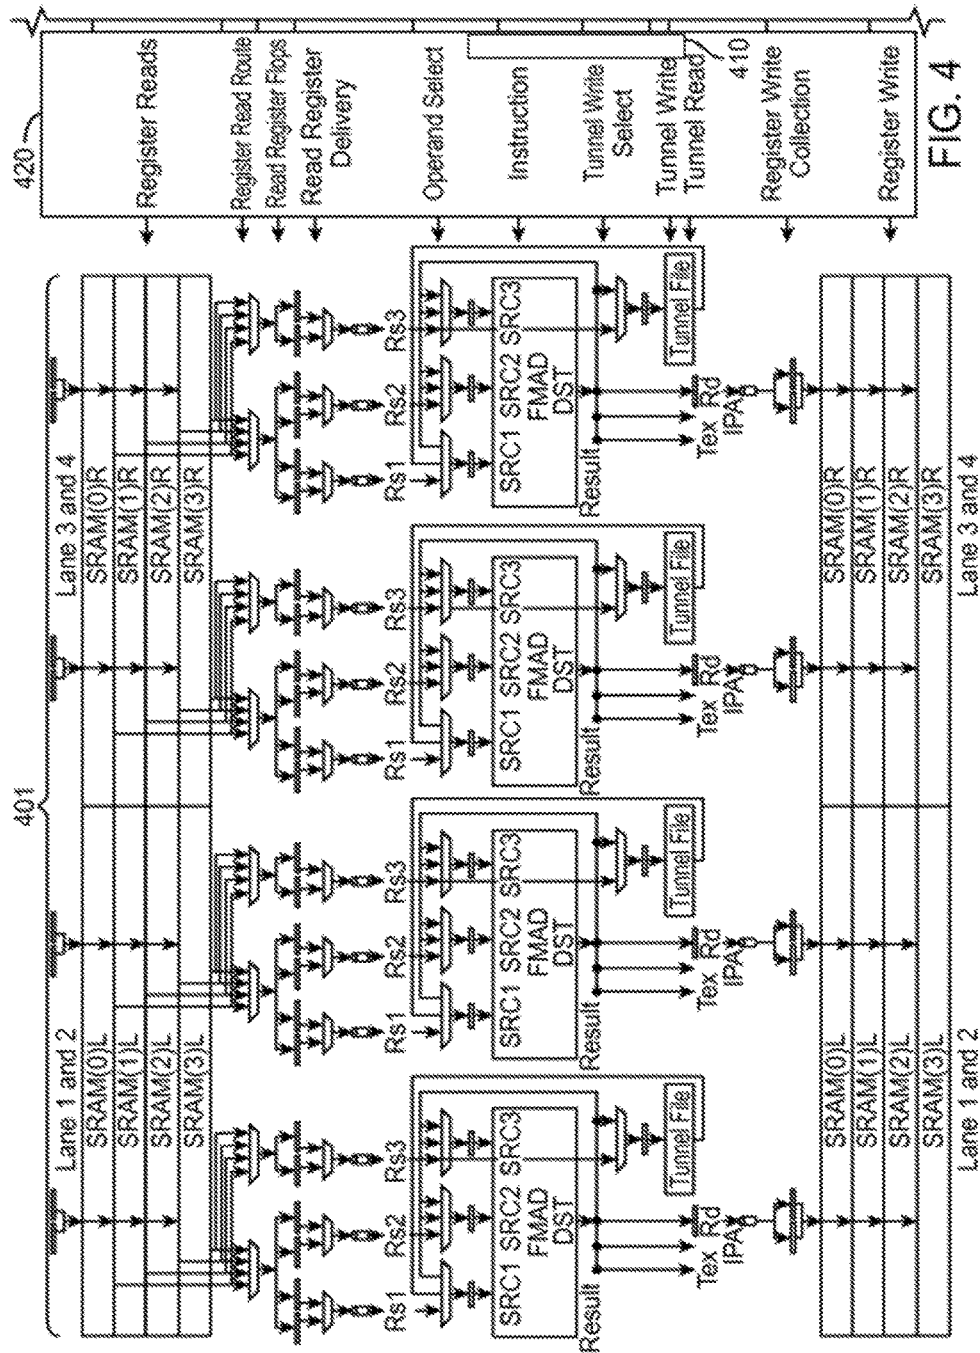 401
Lane 1 and 2
Lane 3 and 4
SRAM(0)L
SRAM(0)R
SRAM(1)L
SRAM(1)R
SRAM(2)L
SRAM(2)R
SRAM(3)L
SRAM(3)R
Rs1
Rs2
Rs3
Rs1
Rs2
Rs3
Rs1
Rs2
Rs3
Rs1
Rs2
Rs3
SRC1 SRC2 SRC3
FMAD
DST
SRC1 SRC2 SRC3
FMAD
DST
SRC1 SRC2 SRC3
FMAD
DST
SRC1 SRC2 SRC3
FMAD
DST
Result
Result
Result
Result
Tunnel File
Tunnel File
Tunnel File
Tunnel File
Tex
Rd
IPA
Tex
Rd
IPA
Tex
Rd
IPA
Tex
Rd
IPA
SRAM(0)L
SRAM(0)R
SRAM(1)L
SRAM(1)R
SRAM(2)L
SRAM(2)R
SRAM(3)L
SRAM(3)R
Lane 1 and 2
Lane 3 and 4
420
Register Reads
Register Read Route
Read Register Flops
Read Register
Delivery
Operand Select
Instruction
Tunnel Write
Select
Tunnel Write
Tunnel Read
Register Write
Collection
Register Write
410
FIG. 4